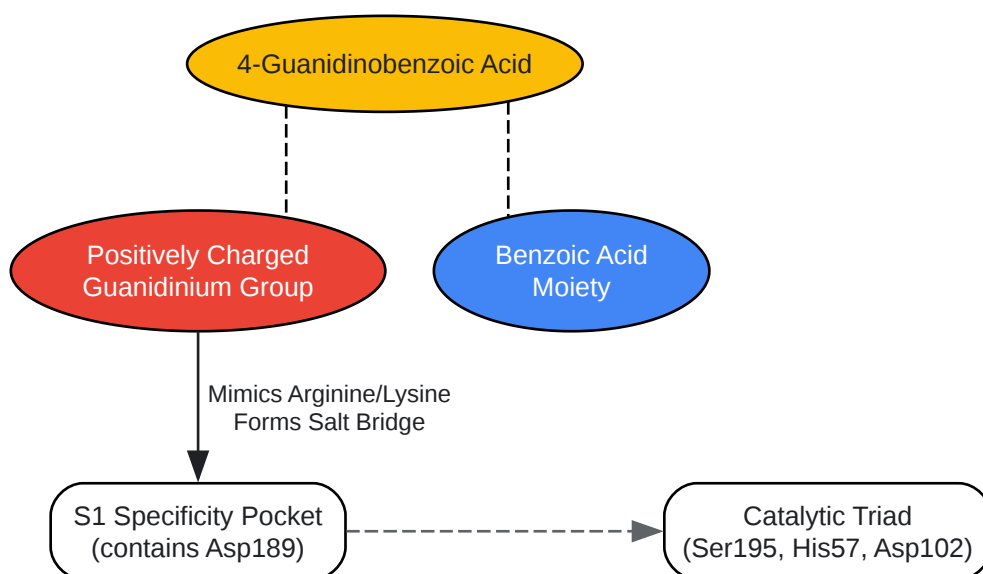 4-Guanidinobenzoic Acid
Positively Charged
Guanidinium Group
Benzoic Acid
Moiety
Mimics Arginine/Lysine
Forms Salt Bridge
S1 Specificity Pocket
(contains Asp189)
Catalytic Triad
(Ser195, His57, Asp102)